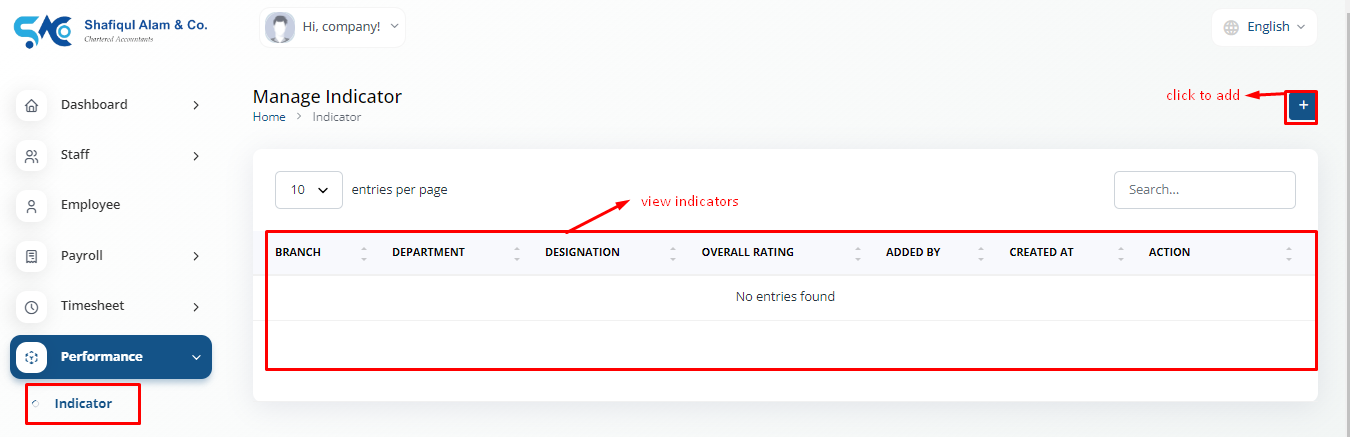 Shafiqul Alam & Co.
Chartered Accountants
Hi, company!
English
Dashboard
Staff
Employee
Payroll
Timesheet
Performance
Indicator
Manage Indicator
Home > Indicator
click to add
+
10 entries per page
Search...
view indicators
BRANCH DEPARTMENT DESIGNATION OVERALL RATING ADDED BY CREATED AT ACTION
No entries found